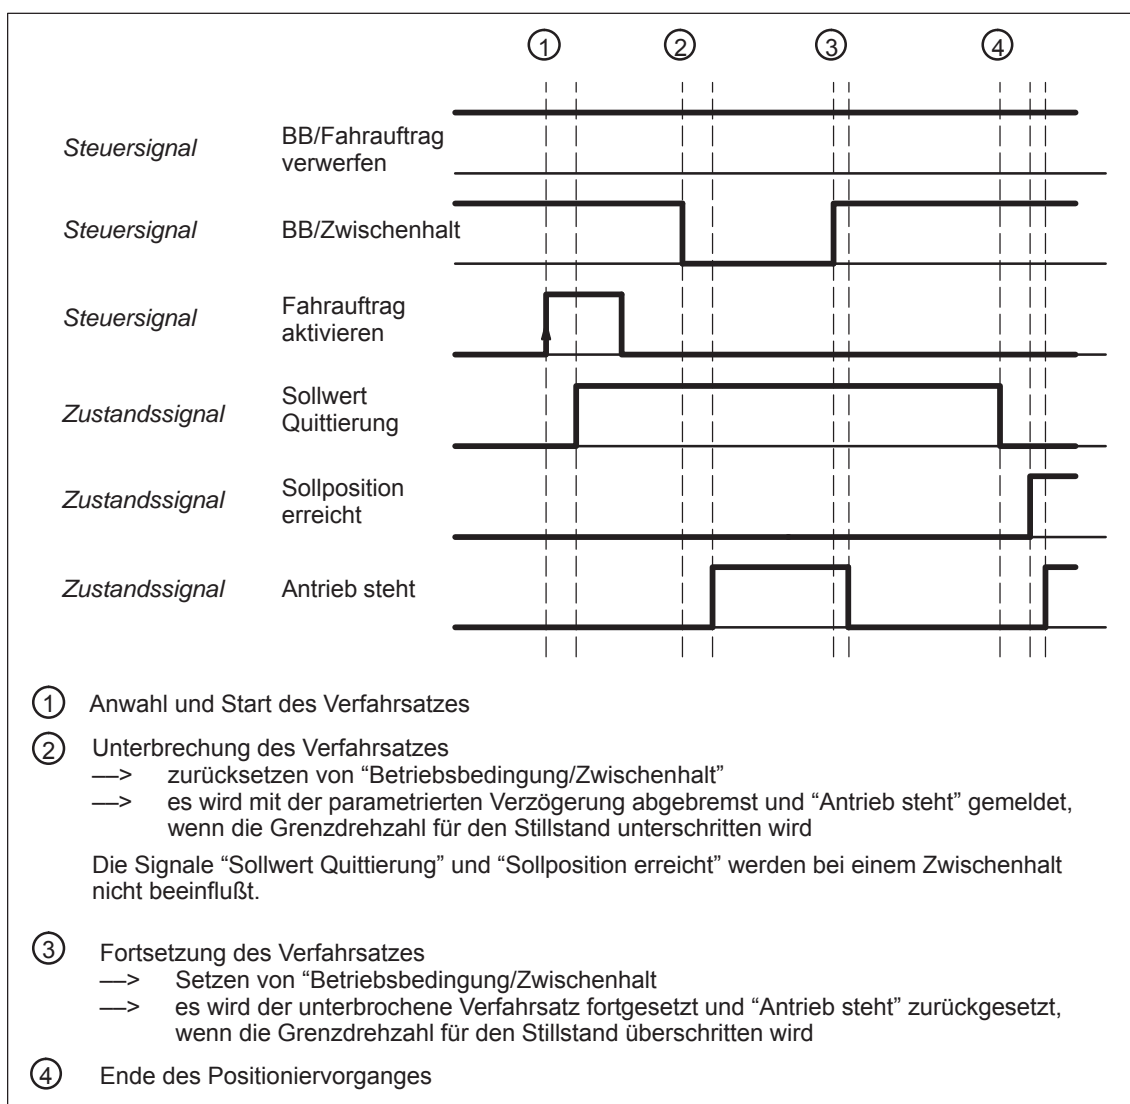 1 2 3 4
Steuersignal BB/Fahrauftrag verwerfen
Steuersignal BB/Zwischenhalt
Steuersignal Fahrauftrag aktivieren
Zustandssignal Sollwert Quittierung
Zustandssignal Sollposition erreicht
Zustandssignal Antrieb steht
1 Anwahl und Start des Verfahrsatzes
2 Unterbrechung des Verfahrsatzes
—> zurücksetzen von “Betriebsbedingung/Zwischenhalt”
—> es wird mit der parametrierten Verzögerung abgebremst und “Antrieb steht” gemeldet,
wenn die Grenzdrehzahl für den Stillstand unterschritten wird
Die Signale “Sollwert Quittierung” und “Sollposition erreicht” werden bei einem Zwischenhalt
nicht beeinflußt.
3 Fortsetzung des Verfahrsatzes
—> Setzen von “Betriebsbedingung/Zwischenhalt
—> es wird der unterbrochene Verfahrsatz fortgesetzt und “Antrieb steht” zurückgesetzt,
wenn die Grenzdrehzahl für den Stillstand überschritten wird
4 Ende des Positioniervorganges